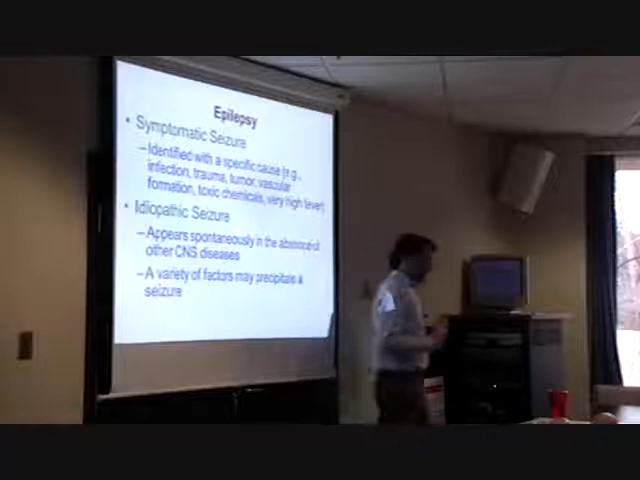 Epilepsy
• Symptomatic Seizure
–Identified with a specific cause (e.g.,
infection, trauma, tumor, vascular
formation, toxic chemicals, very high fever)
• Idiopathic Seizure
–Appears spontaneously in the absence of
other CNS diseases
–A variety of factors may precipitate a
seizure